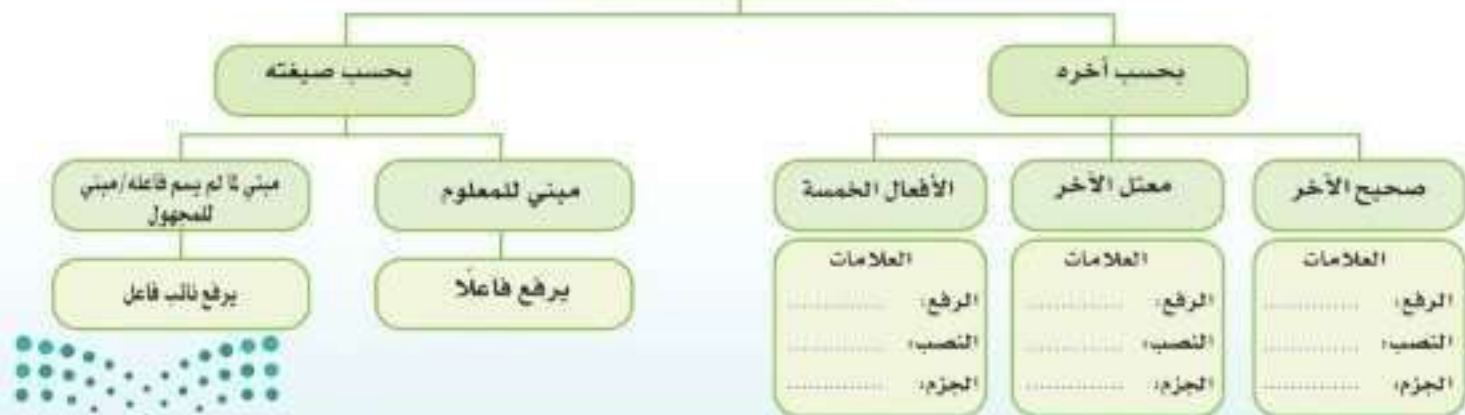 بحسب آخره
بحسب صيغته
صحيح الآخر
معتل الآخر
الأفعال الخمسة
مبني للمعلوم
مبني لما لم يسم فاعله/مبني
للمجهول
العلامات
الرفع: ..............
النصب: ..............
الجزم: ..............
العلامات
الرفع: ..............
النصب: ..............
الجزم: ..............
العلامات
الرفع: ..............
النصب: ..............
الجزم: ..............
يرفع فاعلًا
يرفع نائب فاعل